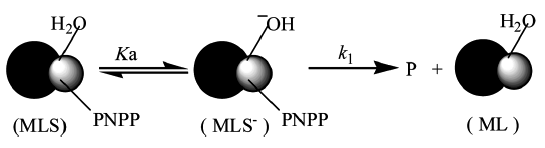 H₂O ⁻OH H₂O
Ka k₁ P +
PNPP PNPP
(MLS) ( MLS⁻) ( ML )